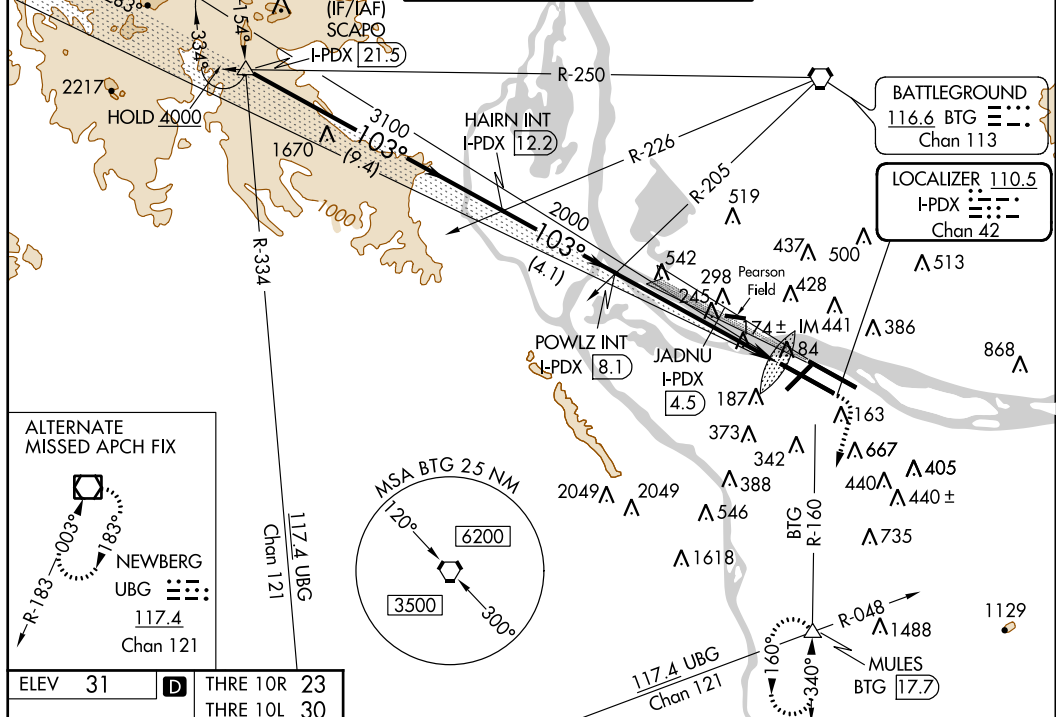 (IF/IAF)
SCAPO
I-PDX 21.5
154°
334°
2217
HOLD 4000
1670
3100
103°
(9.4)
1000
HAIRN INT
I-PDX 12.2
R-250
R-226
R-205
BATTLEGROUND
116.6 BTG
Chan 113
LOCALIZER 110.5
I-PDX
Chan 42
R-334
2000
103°
(4.1)
519
437
500
513
542
298
Pearson
Field
428
245
174±
IM
441
386
84
868
POWLZ INT
I-PDX 8.1
JADNU
I-PDX
4.5
187
163
373
342
667
405
440
440±
388
546
735
2049
2049
1618
BTG
R-160
ALTERNATE
MISSED APCH FIX
003°
183°
R-183
NEWBERG
UBG
117.4
Chan 121
117.4 UBG
Chan 121
MSA BTG 25 NM
120°
6200
3500
300°
R-048
1488
1129
160°
340°
MULES
BTG 17.7
117.4 UBG
Chan 121
ELEV 31
D
THRE 10R 23
THRE 10L 30